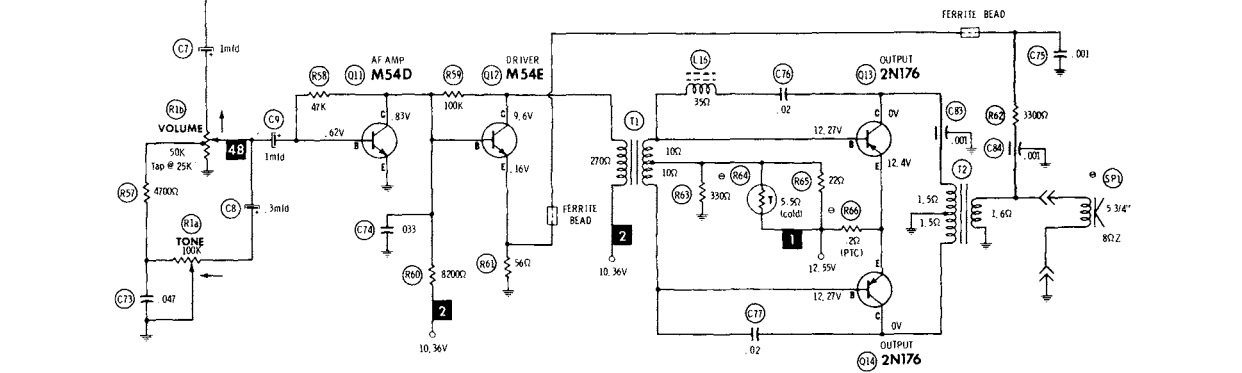 FERRITE BEAD
C7
1mfd
R1b
VOLUME
50K
Tap @ 25K
48
C9
1mfd
R58
47K
Q11
AF AMP
M54D
C
.83V
.62V
B
E
R59
100K
Q12
DRIVER
M54E
C
9.6V
B
.16V
E
R57
4700Ω
C8
.3mfd
R1a
TONE
100K
C73
.047
C74
.033
R60
8200Ω
2
10.36V
R61
56Ω
FERRITE
BEAD
T1
270Ω
10Ω
10Ω
2
10.36V
L15
35Ω
C76
.02
OUTPUT
Q13
2N176
C
0V
12.27V
B
E
12.4V
R63
330Ω
R64
T
5.5Ω
(cold)
R65
22Ω
R66
.2Ω
(PTC)
1
12.55V
E
12.27V
B
C
0V
C77
.02
OUTPUT
Q14
2N176
C83
.001
T2
1.5Ω
1.5Ω
1.6Ω
C75
.001
R62
3300Ω
C84
.001
SP1
5 3/4"
8Ω Z